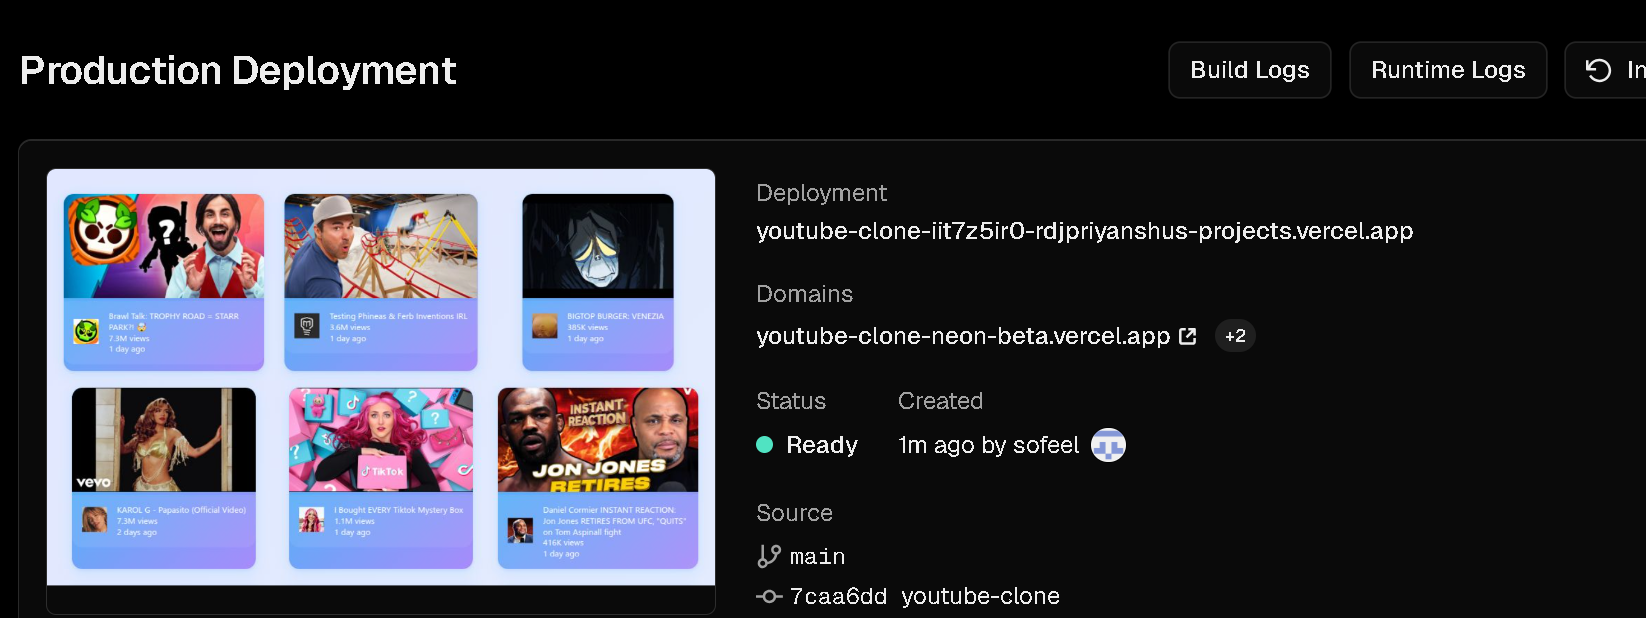 Production Deployment
Build Logs
Runtime Logs
In
Brawl Talk: TROPHY ROAD = STARR
PARK?! 🤯
7.3M views
1 day ago
Testing Phineas & Ferb Inventions IRL
3.6M views
1 day ago
BIGTOP BURGER: VENEZIA
385K views
1 day ago
vevo
KAROL G - Papasito (Official Video)
7.3M views
2 days ago
TikTok
I Bought EVERY Tiktok Mystery Box
1.1M views
1 day ago
INSTANT
REACTION
JON JONES
RETIRES
Daniel Cormier INSTANT REACTION:
Jon Jones RETIRES FROM UFC, "QUITS"
on Tom Aspinall fight
416K views
1 day ago
Deployment
youtube-clone-iit7z5ir0-rdjpriyanshus-projects.vercel.app
Domains
youtube-clone-neon-beta.vercel.app
+2
Status
Created
Ready
1m ago by sofeel
Source
main
7caa6dd youtube-clone